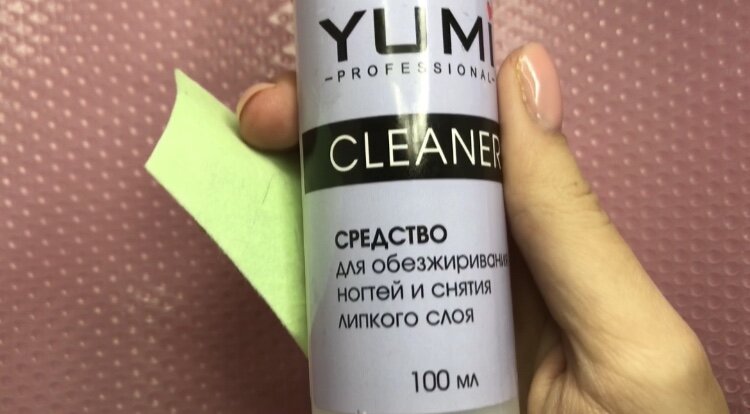 YUMI
PROFESSIONAL
CLEANER
СРЕДСТВО
для обезжиривания
ногтей и снятия
липкого слоя
100 мл